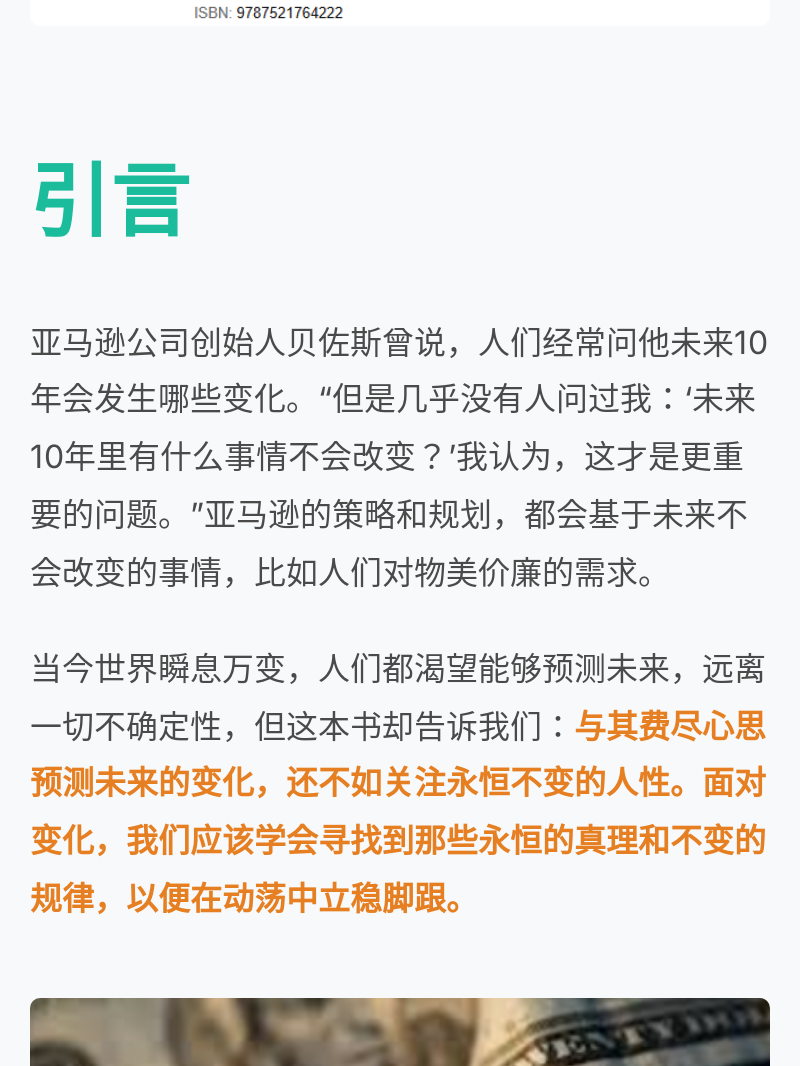 ISBN: 9787521764222
引言
亚马逊公司创始人贝佐斯曾说，人们经常问他未来10
年会发生哪些变化。“但是几乎没有人问过我：‘未来
10年里有什么事情不会改变？’我认为，这才是更重
要的问题。”亚马逊的策略和规划，都会基于未来不
会改变的事情，比如人们对物美价廉的需求。
当今世界瞬息万变，人们都渴望能够预测未来，远离
一切不确定性，但这本书却告诉我们：与其费尽心思
预测未来的变化，还不如关注永恒不变的人性。面对
变化，我们应该学会寻找到那些永恒的真理和不变的
规律，以便在动荡中立稳脚跟。